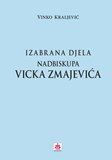 VINKO KRALJEVIĆ
IZABRANA DJELA
NADBISKUPA
VICKA ZMAJEVIĆA